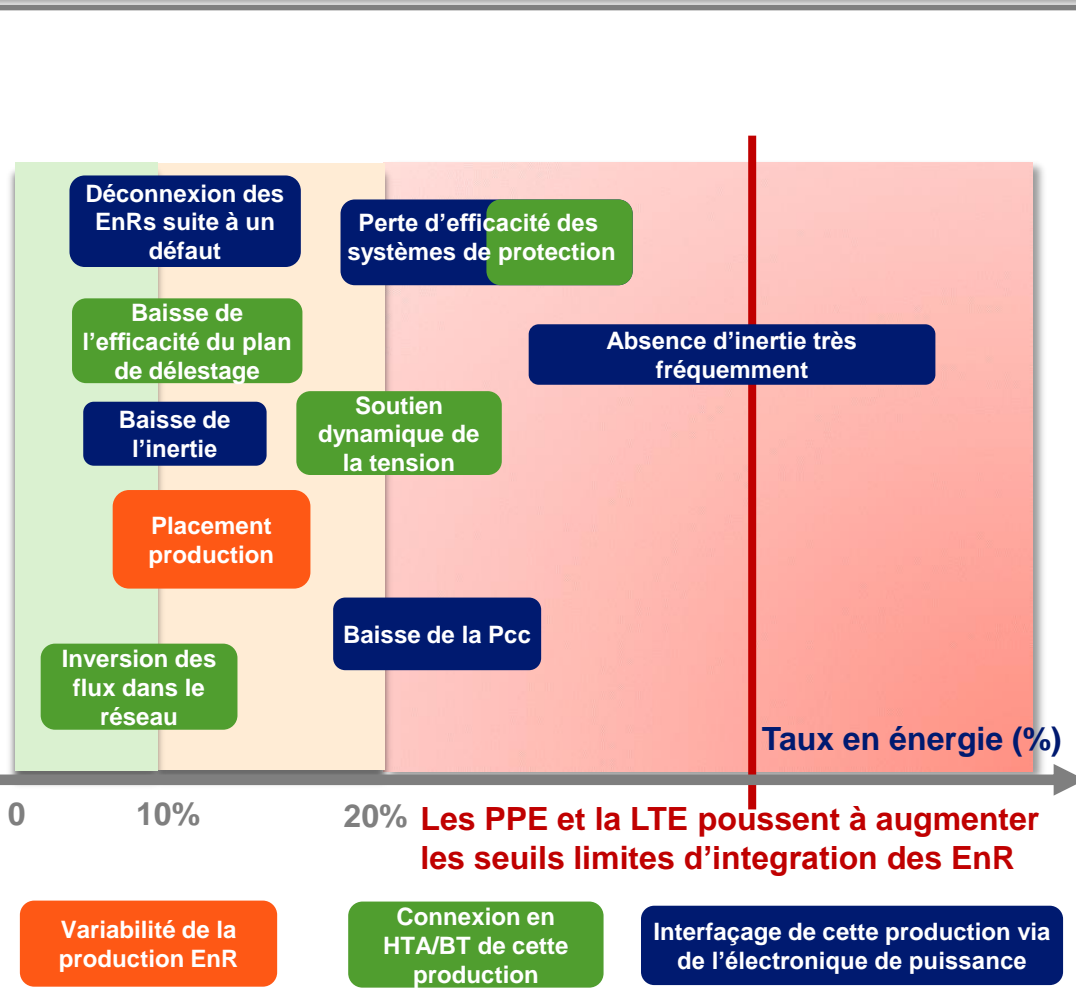 Déconnexion des
EnRs suite à un
défaut
Perte d’efficacité des
systèmes de protection
Baisse de
l’efficacité du plan
de délestage
Absence d’inertie très
fréquemment
Baisse de
l’inertie
Soutien
dynamique de
la tension
Placement
production
Baisse de la Pcc
Inversion des
flux dans le
réseau
Taux en énergie (%)
0
10%
20%
Les PPE et la LTE poussent à augmenter
les seuils limites d’integration des EnR
Variabilité de la
production EnR
Connexion en
HTA/BT de cette
production
Interfaçage de cette production via
de l’électronique de puissance